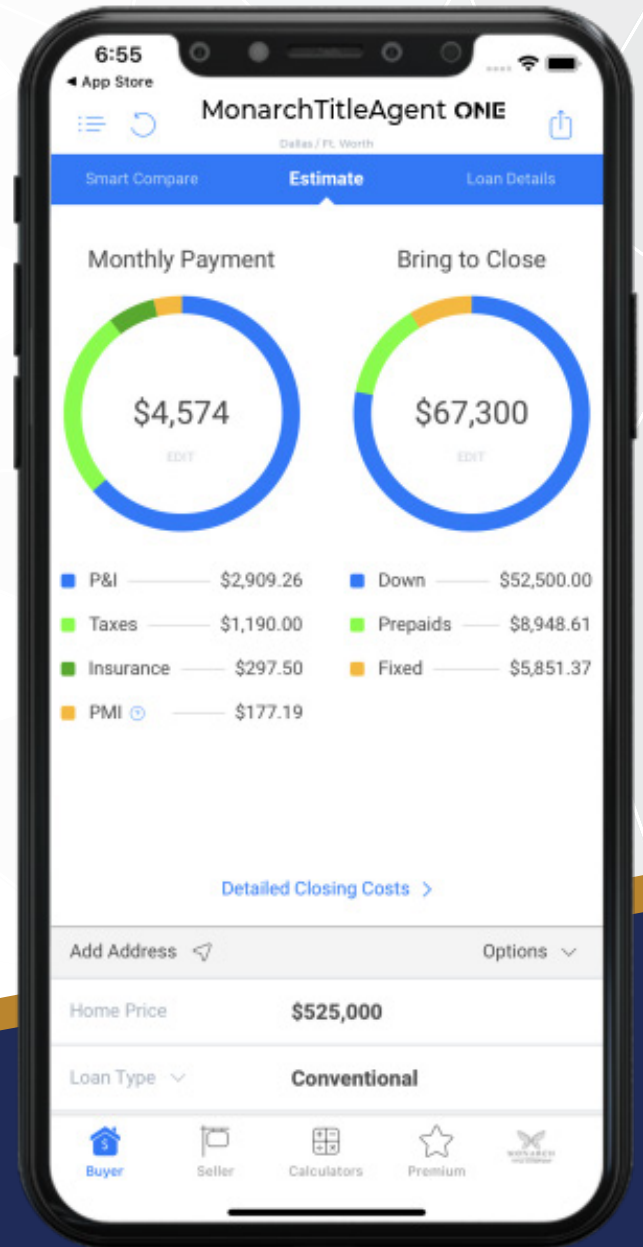 6:55
App Store
MonarchTitleAgent ONE
Dallas / Ft. Worth
Smart Compare Estimate Loan Details
Monthly Payment Bring to Close
$4,574 $67,300
EDIT EDIT
P&I $2,909.26 Down $52,500.00
Taxes $1,190.00 Prepaids $8,948.61
Insurance $297.50 Fixed $5,851.37
PMI $177.19
Detailed Closing Costs
Add Address Options
Home Price $525,000
Loan Type Conventional
Buyer Seller Calculators Premium MONARCH